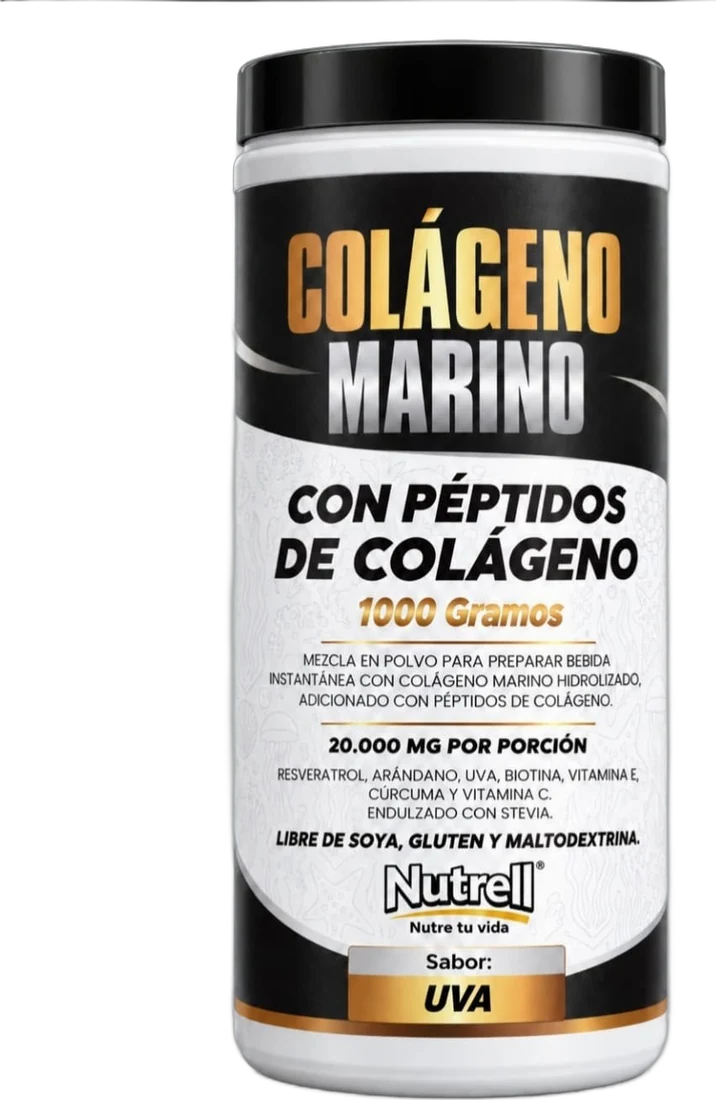 COLÁGENO
MARINO
CON PÉPTIDOS
DE COLÁGENO
1000 Gramos
MEZCLA EN POLVO PARA PREPARAR BEBIDA
INSTANTÁNEA CON COLÁGENO MARINO HIDROLIZADO,
ADICIONADO CON PÉPTIDOS DE COLÁGENO.
20.000 MG POR PORCIÓN
RESVERATROL, ARÁNDANO, UVA, BIOTINA, VITAMINA E,
CÚRCUMA Y VITAMINA C.
ENDULZADO CON STEVIA.
LIBRE DE SOYA, GLUTEN Y MALTODEXTRINA.
Nutrell®
Nutre tu vida
Sabor:
UVA